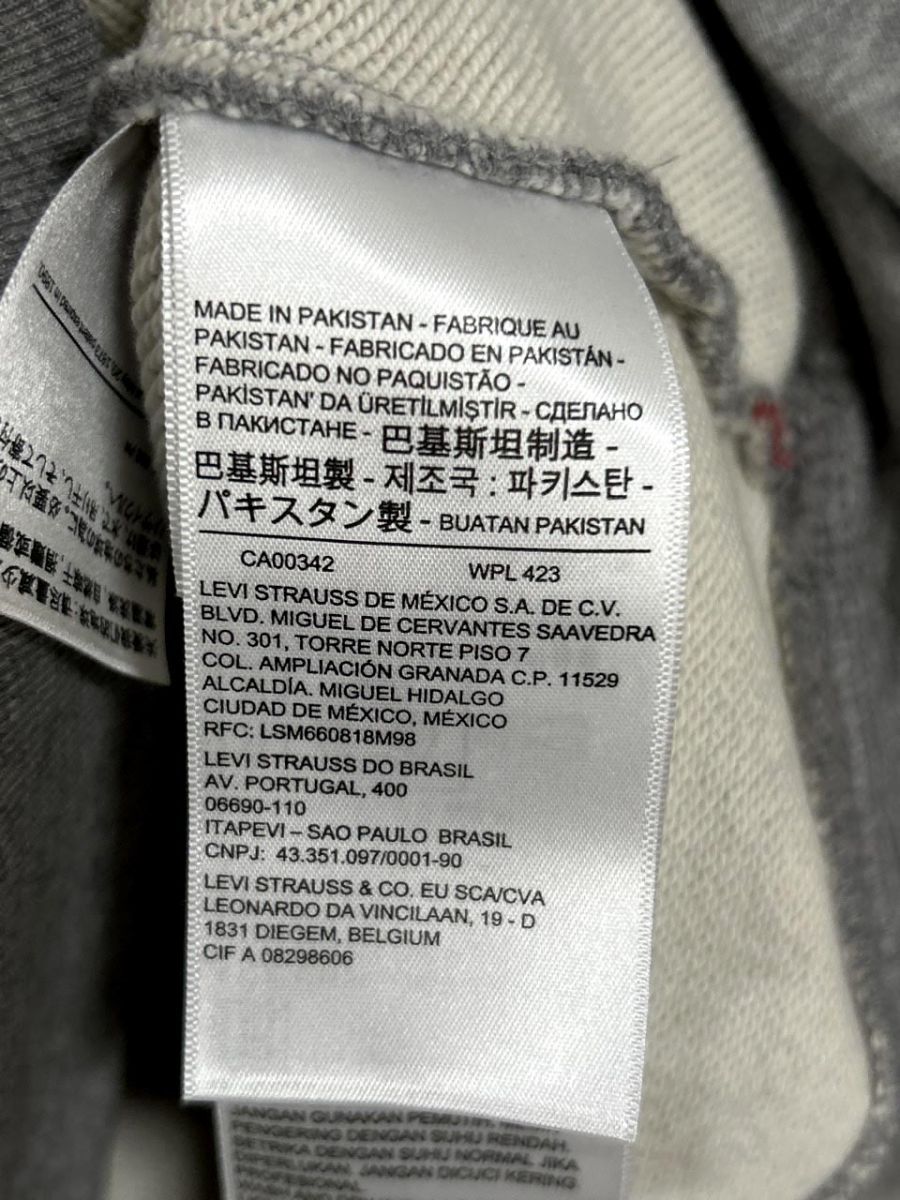 MADE IN PAKISTAN - FABRIQUE AU
PAKISTAN - FABRICADO EN PAKISTÁN -
FABRICADO NO PAQUISTÃO -
PAKİSTAN' DA ÜRETİLMİŞTİR - СДЕЛАНО
В ПАКИСТАНЕ - 巴基斯坦制造 -
巴基斯坦製 - 제조국 : 파키스탄 -
パキスタン製 - BUATAN PAKISTAN
CA00342 WPL 423
LEVI STRAUSS DE MÉXICO S.A. DE C.V.
BLVD. MIGUEL DE CERVANTES SAAVEDRA
NO. 301, TORRE NORTE PISO 7
COL. AMPLIACIÓN GRANADA C.P. 11529
ALCALDÍA. MIGUEL HIDALGO
CIUDAD DE MÉXICO, MÉXICO
RFC: LSM660818M98
LEVI STRAUSS DO BRASIL
AV. PORTUGAL, 400
06690-110
ITAPEVI – SAO PAULO BRASIL
CNPJ: 43.351.097/0001-90
LEVI STRAUSS & CO. EU SCA/CVA
LEONARDO DA VINCILAAN, 19 - D
1831 DIEGEM, BELGIUM
CIF A 08298606
JANGAN GUNAKAN PEMUTIH.
PENGERING DENGAN SUHU RENDAH.
SETRIKA DENGAN SUHU NORMAL JIKA
DIPERLUKAN. JANGAN DICUCI KERING
PROFESIONAL